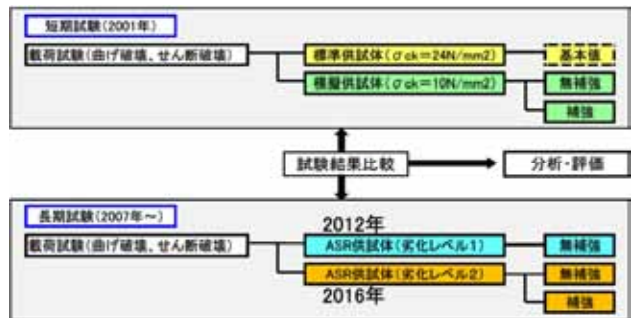 短期試験(2001年)
載荷試験(曲げ破壊、せん断破壊)
標準供試体(σck=24N/mm2)
基本値
模擬供試体(σck=10N/mm2)
無補強
補強
試験結果比較
分析・評価
長期試験(2007年～)
2012年
載荷試験(曲げ破壊、せん断破壊)
ASR供試体(劣化レベル1)
無補強
ASR供試体(劣化レベル2)
無補強
2016年
補強